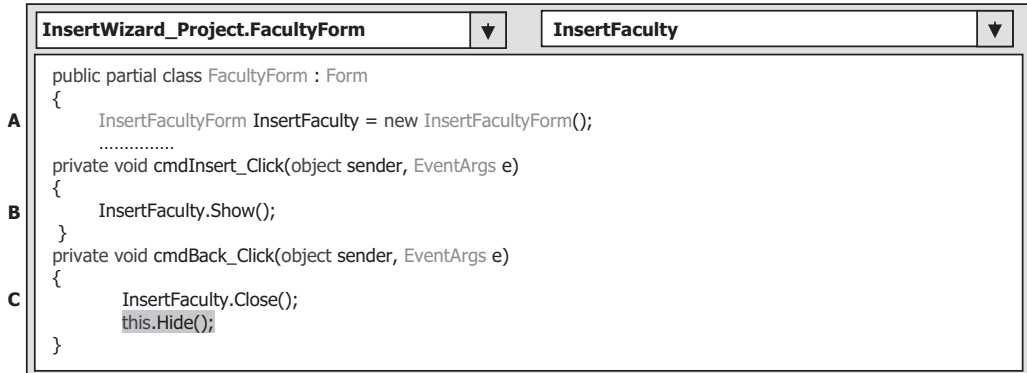 InsertWizard_Project.FacultyForm InsertFaculty
public partial class FacultyForm : Form
{
A InsertFacultyForm InsertFaculty = new InsertFacultyForm();
……………
private void cmdInsert_Click(object sender, EventArgs e)
{
B InsertFaculty.Show();
}
private void cmdBack_Click(object sender, EventArgs e)
{
C InsertFaculty.Close();
this.Hide();
}